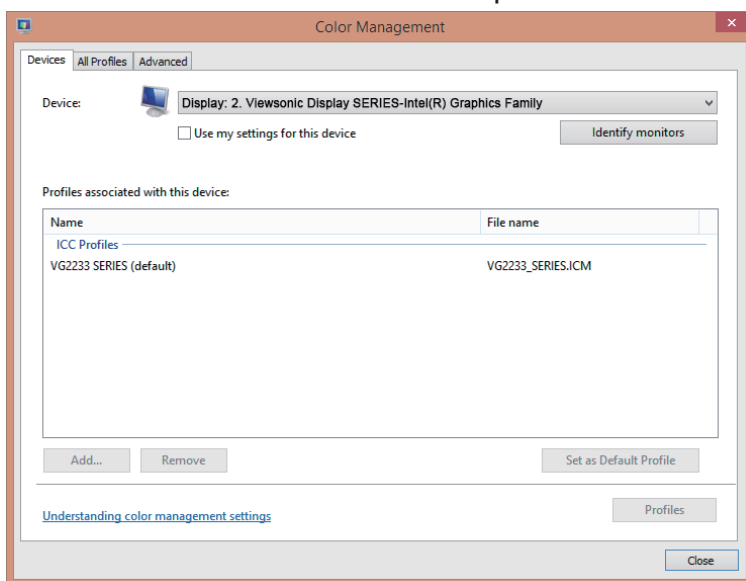 Color Management
Devices All Profiles Advanced
Device: Display: 2. Viewsonic Display SERIES-Intel(R) Graphics Family
Use my settings for this device Identify monitors
Profiles associated with this device:
Name File name
ICC Profiles
VG2233 SERIES (default) VG2233_SERIES.ICM
Add... Remove Set as Default Profile
Understanding color management settings Profiles
Close